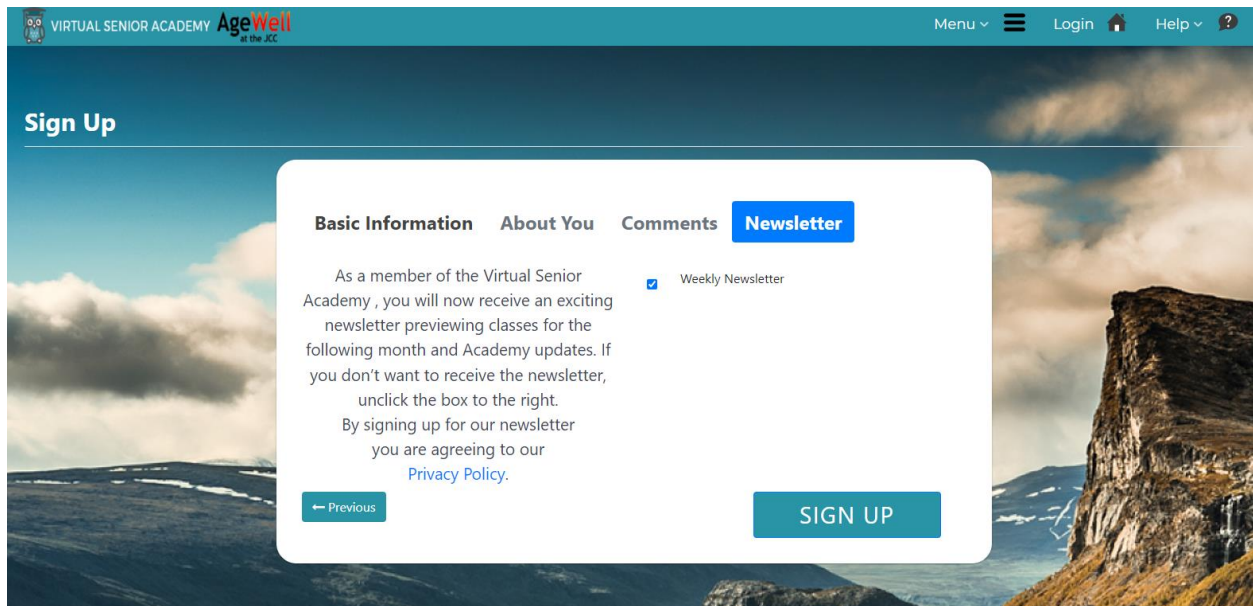 VIRTUAL SENIOR ACADEMY AgeWell
at the JCC
Menu Login Help ?
Sign Up
Basic Information About You Comments Newsletter
As a member of the Virtual Senior
Academy , you will now receive an exciting
newsletter previewing classes for the
following month and Academy updates. If
you don’t want to receive the newsletter,
unclick the box to the right.
By signing up for our newsletter
you are agreeing to our
Privacy Policy.
Weekly Newsletter
← Previous
SIGN UP